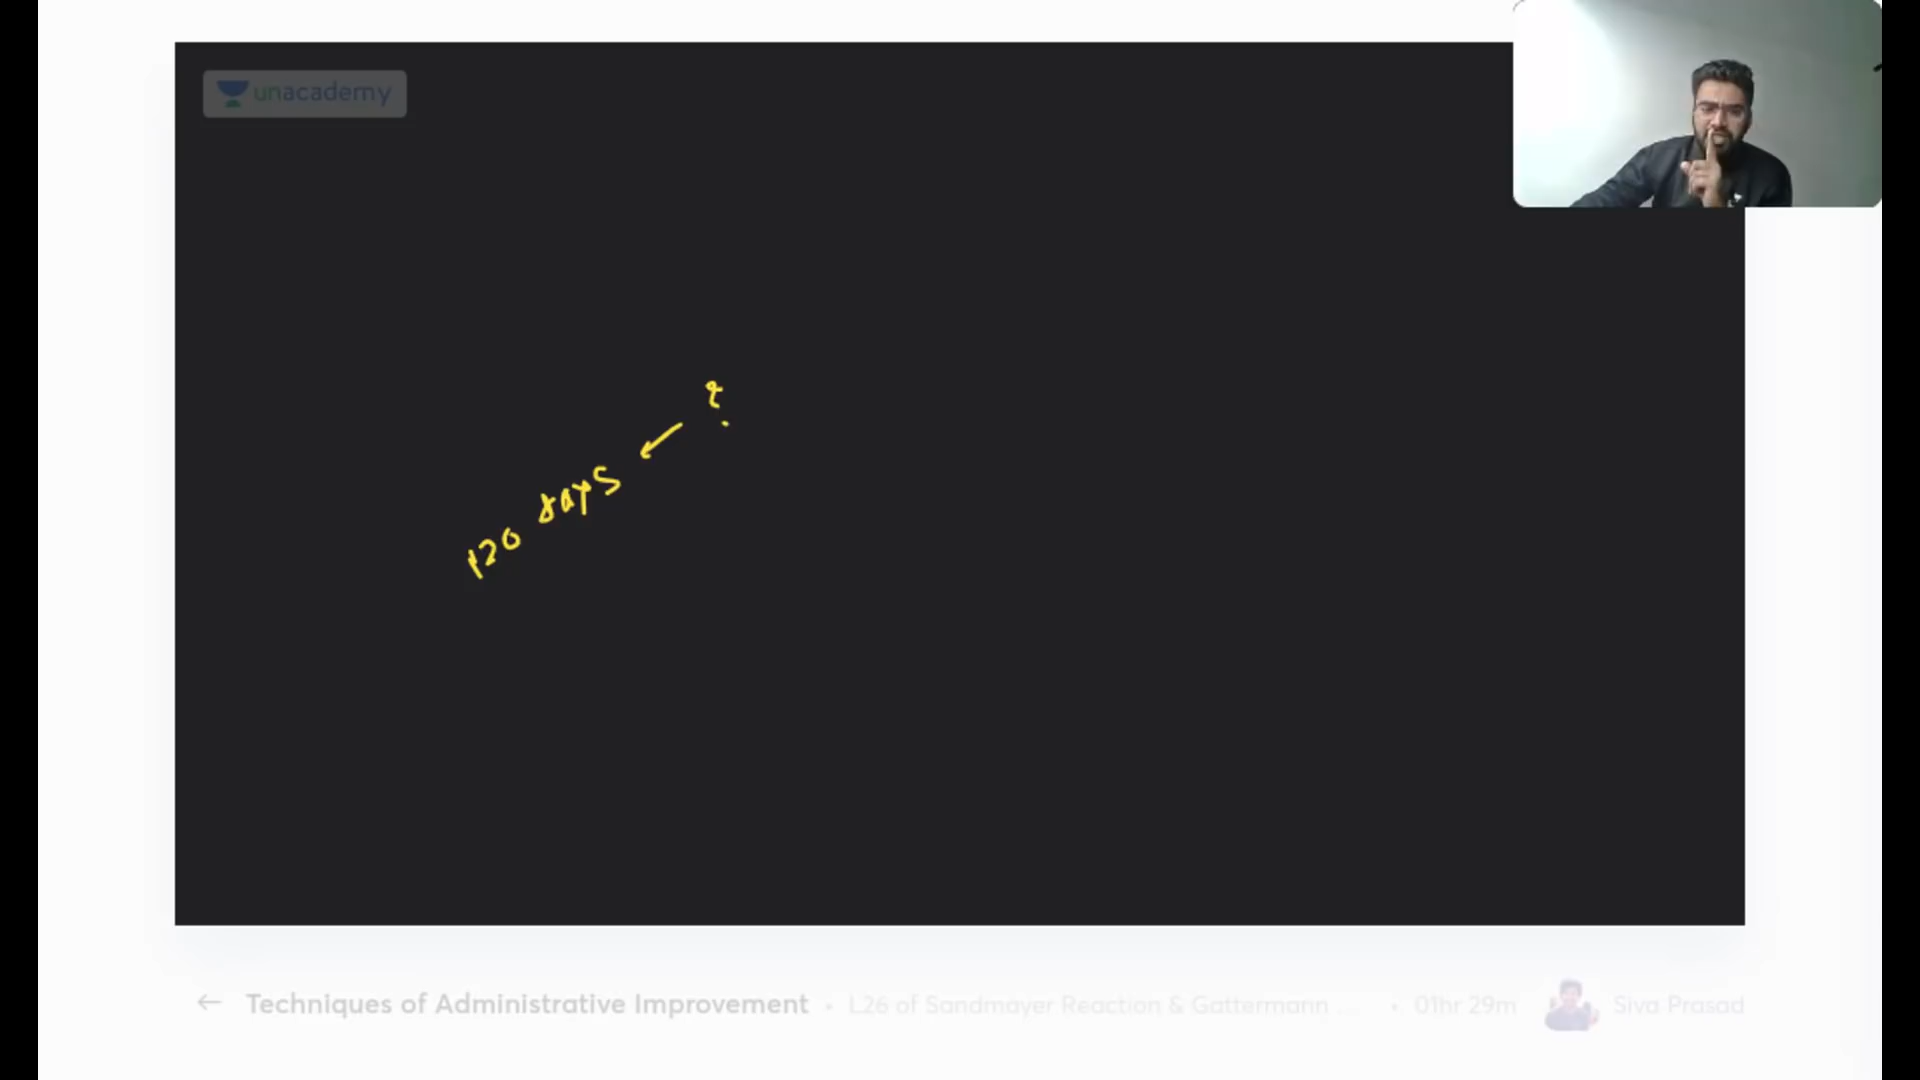 unacademy
?
120 days
← Techniques of Administrative Improvement • L26 of Sandmayer Reaction & Gattermann ... • 01hr 29m Siva Prasad